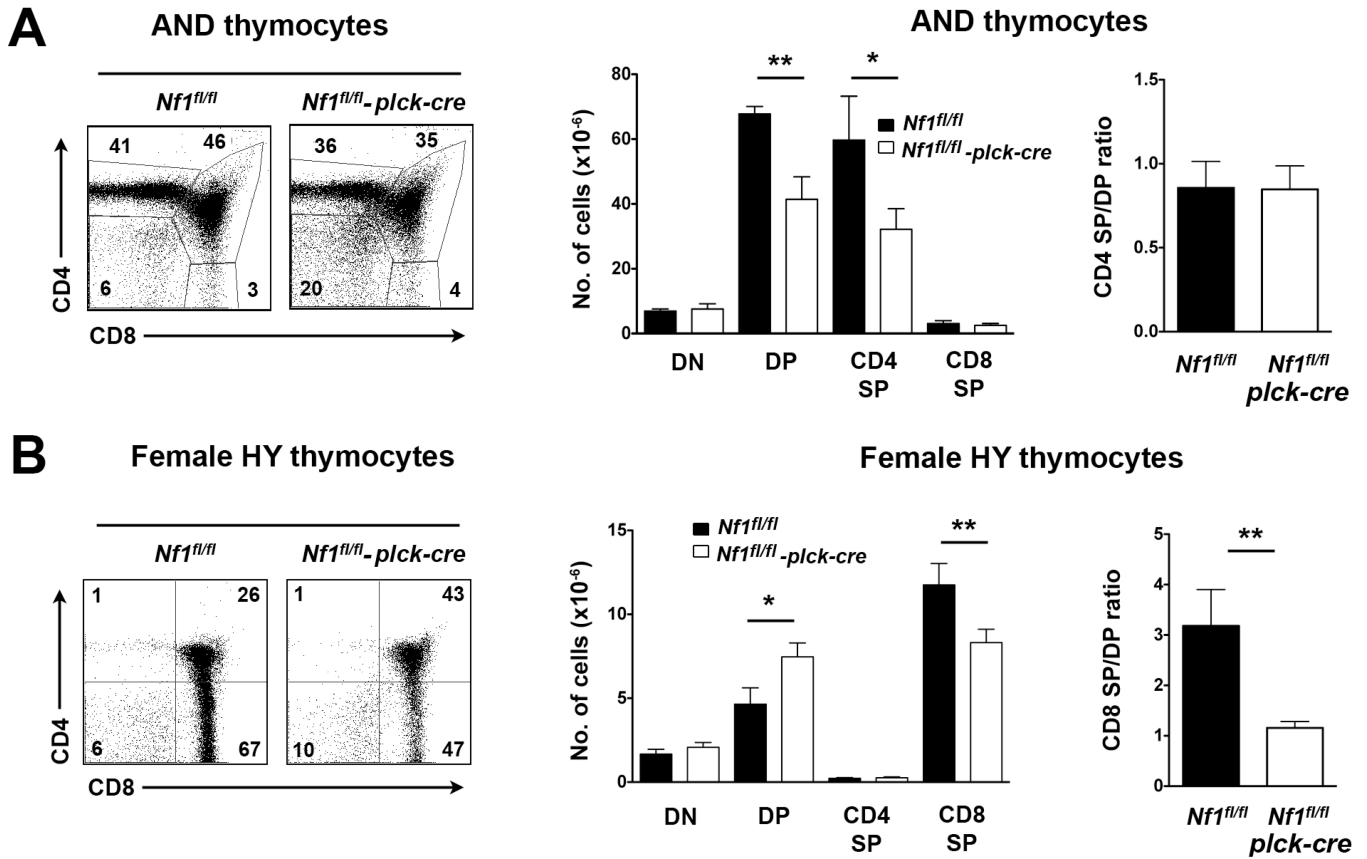 A
AND thymocytes
Nf1fl/fl
Nf1fl/fl-plck-cre
41
46
6
3
36
35
20
4
CD4
CD8
AND thymocytes
No. of cells (x10-6)
80
60
40
20
0
**
*
Nf1fl/fl
Nf1fl/fl-plck-cre
DN
DP
CD4
SP
CD8
SP
CD4 SP/DP ratio
1.5
1.0
0.5
0.0
Nf1fl/fl
Nf1fl/fl
plck-cre
B
Female HY thymocytes
Nf1fl/fl
Nf1fl/fl-plck-cre
1
26
6
67
1
43
10
47
CD4
CD8
Female HY thymocytes
No. of cells (x10-6)
15
10
5
0
Nf1fl/fl
Nf1fl/fl-plck-cre
*
**
DN
DP
CD4
SP
CD8
SP
CD8 SP/DP ratio
5
4
3
2
1
0
**
Nf1fl/fl
Nf1fl/fl
plck-cre